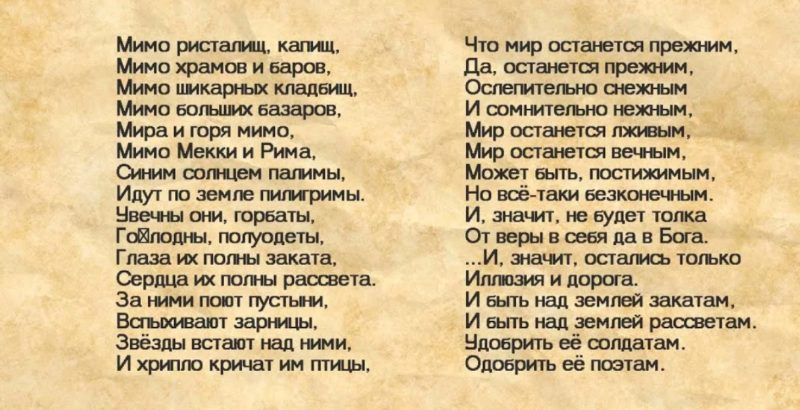 Мимо ристалищ, капищ,
Мимо храмов и баров,
Мимо шикарных кладбищ,
Мимо больших базаров,
Мира и горя мимо,
Мимо Мекки и Рима,
Синим солнцем палимы,
Идут по земле пилигримы.
Увечны они, горбаты,
Го�лодны, полуодеты,
Глаза их полны заката,
Сердца их полны рассвета.
За ними поют пустыни,
Вспыхивают зарницы,
Звёзды встают над ними,
И хрипло кричат им птицы,
Что мир останется прежним,
Да, останется прежним,
Ослепительно снежным
И сомнительно нежным,
Мир останется лживым,
Мир останется вечным,
Может быть, постижимым,
Но всё-таки безконечным.
И, значит, не будет толка
От веры в себя да в Бога.
...И, значит, остались только
Иллюзия и дорога.
И быть над землей закатам,
И быть над землей рассветам.
Удобрить её солдатам.
Одобрить её поэтам.